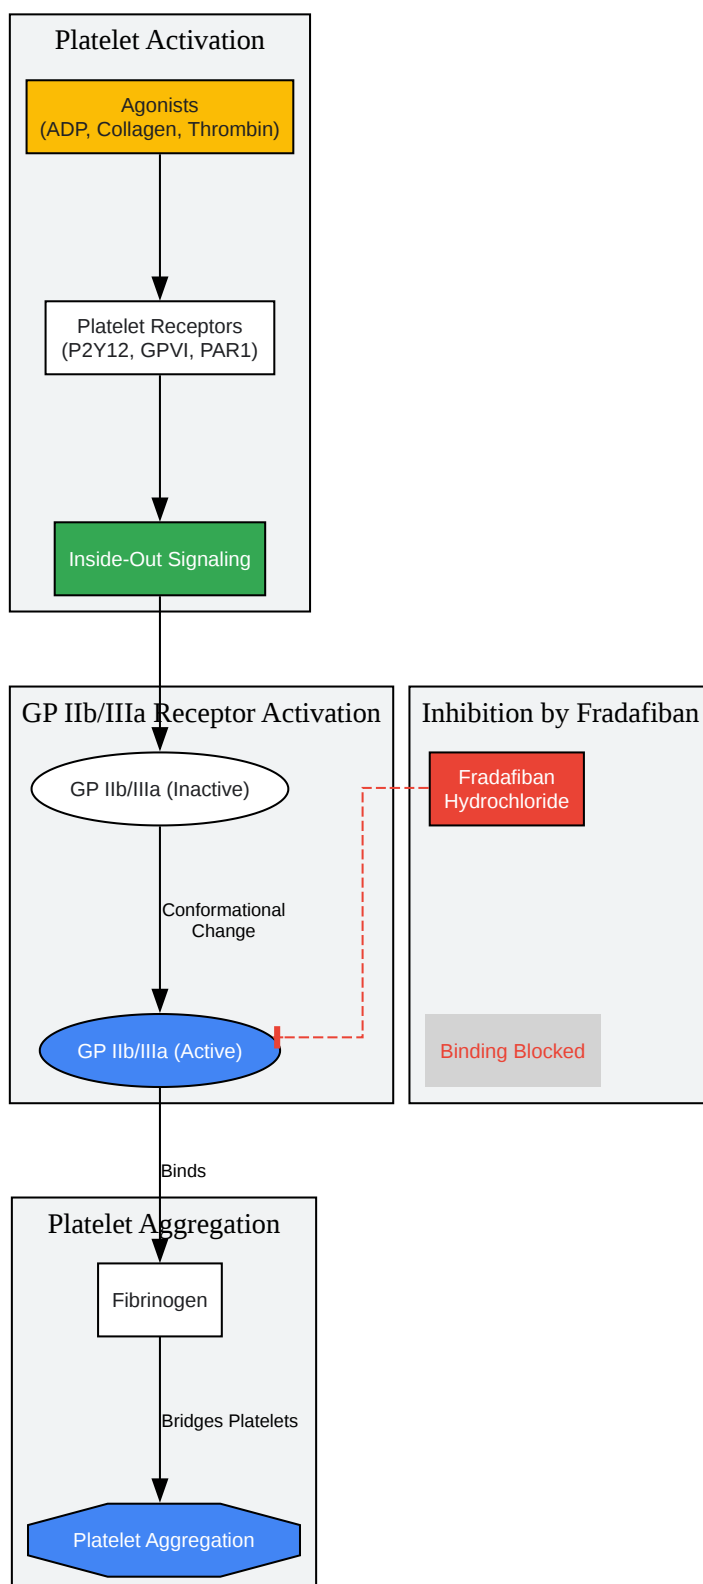 Platelet Activation
Agonists
(ADP, Collagen, Thrombin)
Platelet Receptors
(P2Y12, GPVI, PAR1)
Inside-Out Signaling
GP IIb/IIIa Receptor Activation
GP IIb/IIIa (Inactive)
Conformational
Change
GP IIb/IIIa (Active)
Inhibition by Fradafiban
Fradafiban
Hydrochloride
Binding Blocked
Binds
Platelet Aggregation
Fibrinogen
Bridges Platelets
Platelet Aggregation